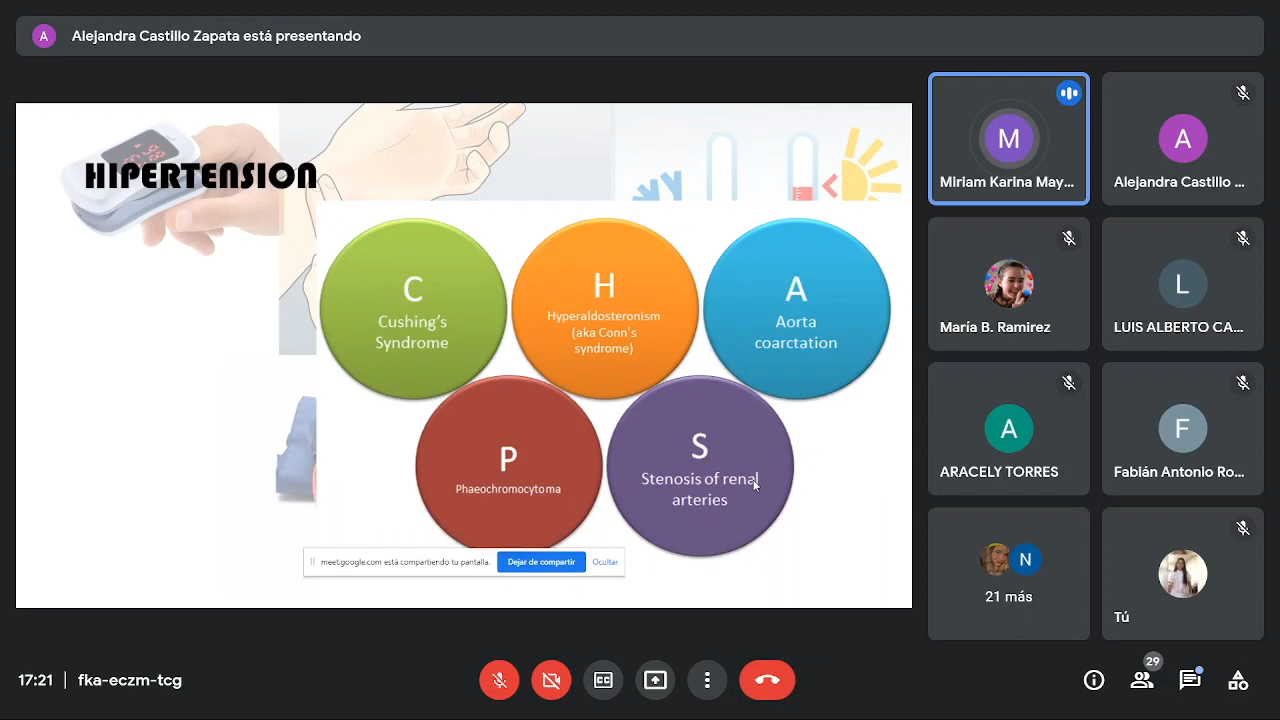 A
Alejandra Castillo Zapata está presentando
HIPERTENSION
C
Cushing's
Syndrome
H
Hyperaldosteronism
(aka Conn's
syndrome)
A
Aorta
coarctation
P
Phaeochromocytoma
S
Stenosis of renal
arteries
meet.google.com está compartiendo tu pantalla.
Dejar de compartir
Ocultar
M
Miriam Karina May...
A
Alejandra Castillo ...
María B. Ramirez
L
LUIS ALBERTO CA...
A
ARACELY TORRES
F
Fabián Antonio Ro...
N
21 más
Tú
17:21
fka-eczm-tcg
29